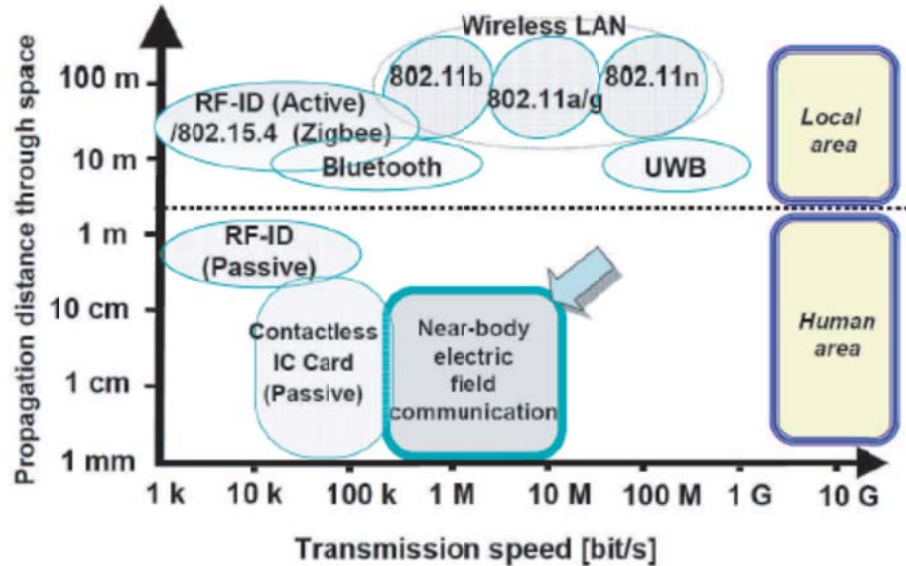 Propagation distance through space
100 m
10 m
1 m
10 cm
1 cm
1 mm
Wireless LAN
802.11b
802.11a/g
802.11n
RF-ID (Active)
/802.15.4 (Zigbee)
Bluetooth
UWB
Local
area
RF-ID
(Passive)
Contactless
IC Card
(Passive)
Near-body
electric
field
communication
Human
area
1 k
10 k
100 k
1 M
10 M
100 M
1 G
10 G
Transmission speed [bit/s]